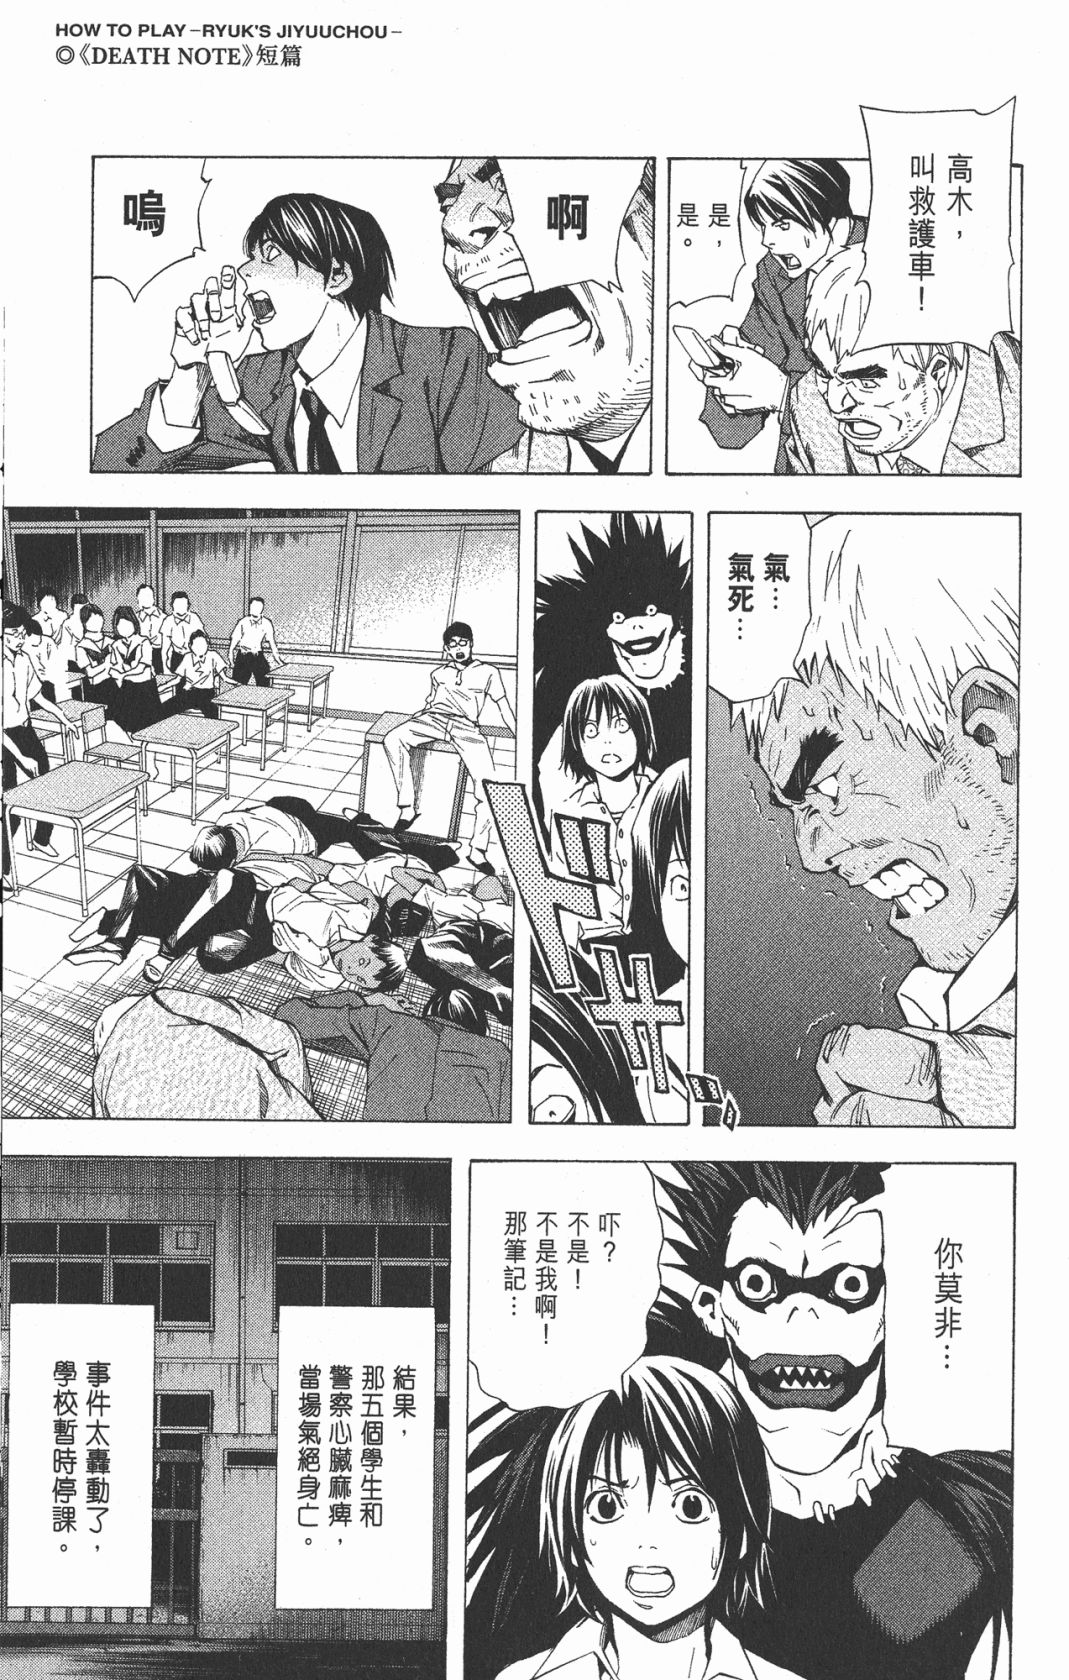 HOW TO PLAY–RYUK'S JIYUUCHOU–
◎《DEATH NOTE》短篇
高木，
叫救護車！
是，
是。
啊
嗚
氣…
氣死…
ドサッ
你莫非…
吓？
不是！
不是我啊！
那筆記…
結果，
那五個學生和
警察心臟麻痺，
當場氣絕身亡。
事件太轟動了，
學校暫時停課。